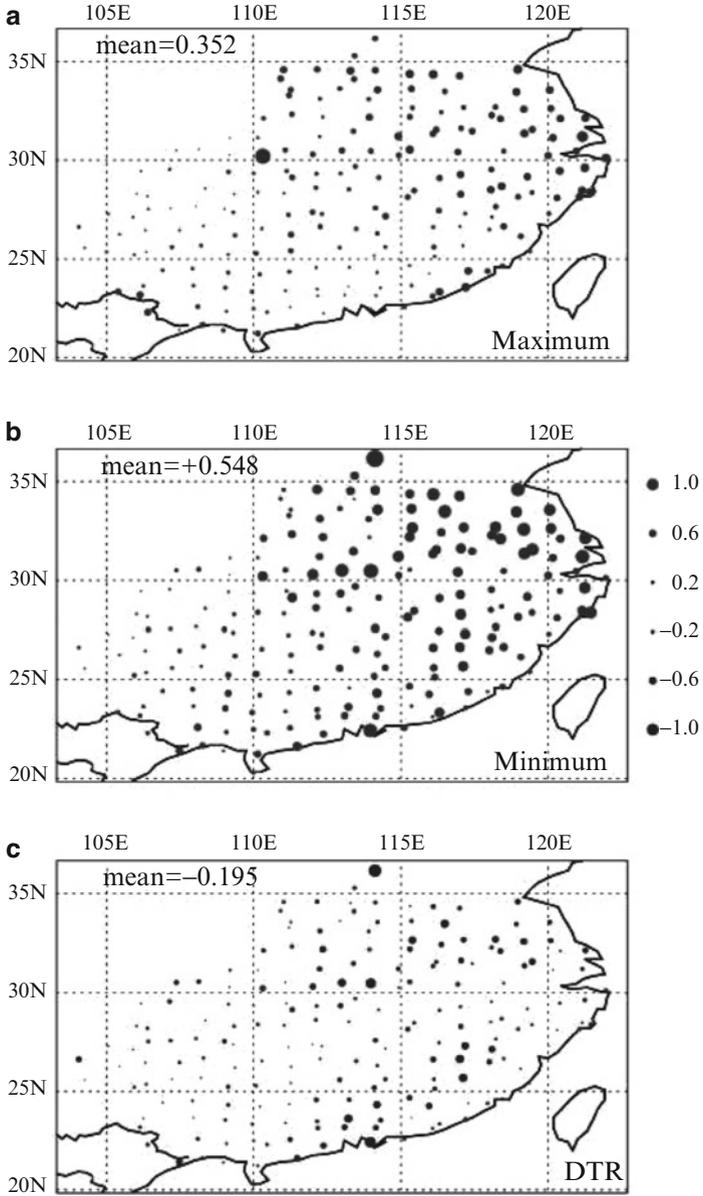 a
105E 110E 115E 120E
mean=0.352
35N
30N
25N
20N
Maximum
b
105E 110E 115E 120E
mean=+0.548
35N
30N
25N
20N
Minimum
1.0
0.6
0.2
−0.2
−0.6
−1.0
c
105E 110E 115E 120E
mean=−0.195
35N
30N
25N
20N
DTR